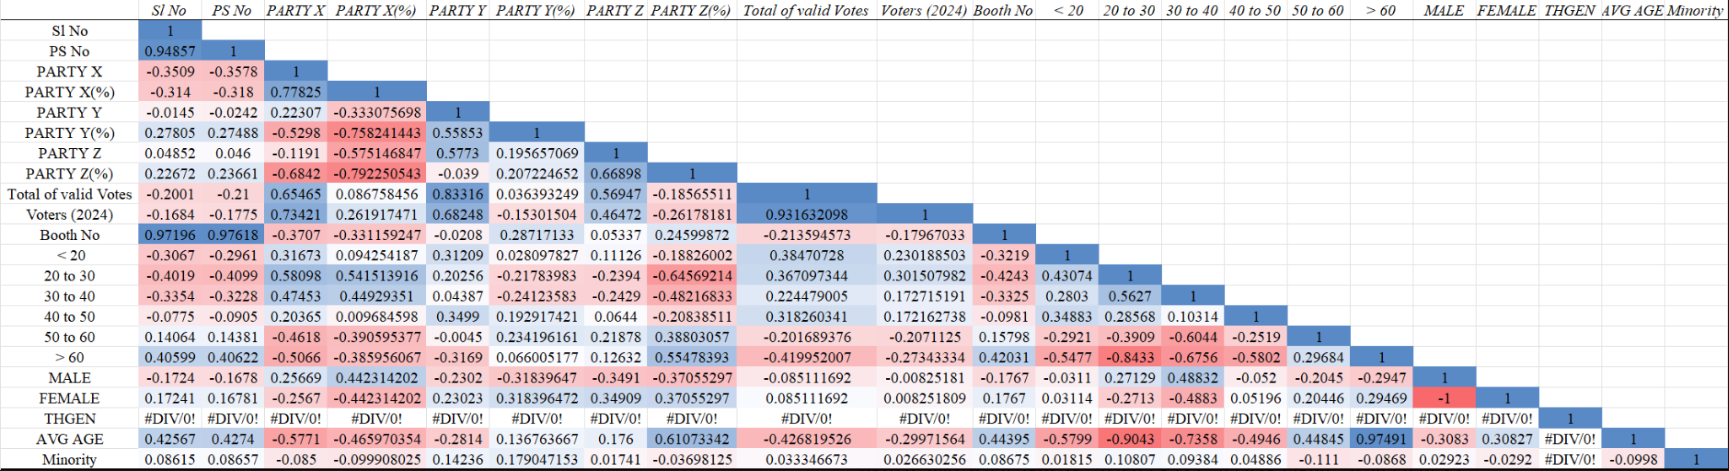 Sl No PS No PARTY X PARTY X(%) PARTY Y PARTY Y(%) PARTY Z PARTY Z(%) Total of valid Votes Voters (2024) Booth No < 20 20 to 30 30 to 40 40 to 50 50 to 60 > 60 MALE FEMALE THGEN AVG AGE Minority
Sl No 1
PS No 0.94857 1
PARTY X -0.3509 -0.3578 1
PARTY X(%) -0.314 -0.318 0.77825 1
PARTY Y -0.0145 -0.0242 0.22307 -0.333075698 1
PARTY Y(%) 0.27805 0.27488 -0.5298 -0.758241443 0.55853 1
PARTY Z 0.04852 0.046 -0.1191 -0.575146847 0.5773 0.195657069 1
PARTY Z(%) 0.22672 0.23661 -0.6842 -0.792250543 -0.039 0.207224652 0.66898 1
Total of valid Votes -0.2001 -0.21 0.65465 0.086758456 0.83316 0.036393249 0.56947 -0.18565511 1
Voters (2024) -0.1684 -0.1775 0.73421 0.261917471 0.68248 -0.15301504 0.46472 -0.26178181 0.931632098 1
Booth No 0.97196 0.97618 -0.3707 -0.331159247 -0.0208 0.28717133 0.05337 0.24599872 -0.213594573 -0.17967033 1
< 20 -0.3067 -0.2961 0.31673 0.094254187 0.31209 0.028097827 0.11126 -0.18826002 0.38470728 0.230188503 -0.3219 1
20 to 30 -0.4019 -0.4099 0.58098 0.541513916 0.20256 -0.21783983 -0.2394 -0.64569214 0.367097344 0.301507982 -0.4243 0.43074 1
30 to 40 -0.3354 -0.3228 0.47453 0.44929351 0.04387 -0.24123583 -0.2429 -0.48216833 0.224479005 0.172715191 -0.3325 0.2803 0.5627 1
40 to 50 -0.0775 -0.0905 0.20365 0.009684598 0.3499 0.192917421 0.0644 -0.20838511 0.318260341 0.172162738 -0.0981 0.34883 0.28568 0.10314 1
50 to 60 0.14064 0.14381 -0.4618 -0.390595377 -0.0045 0.234196161 0.21878 0.38803057 -0.201689376 -0.2071125 0.15798 -0.2921 -0.3909 -0.6044 -0.2519 1
> 60 0.40599 0.40622 -0.5066 -0.385956067 -0.3169 0.066005177 0.12632 0.55478393 -0.419952007 -0.27343334 0.42031 -0.5477 -0.8433 -0.6756 -0.5802 0.29684 1
MALE -0.1724 -0.1678 0.25669 0.442314202 -0.2302 -0.31839647 -0.3491 -0.37055297 -0.085111692 -0.00825181 -0.1767 -0.0311 0.27129 0.48832 -0.052 -0.2045 -0.2947 1
FEMALE 0.17241 0.16781 -0.2567 -0.442314202 0.23023 0.318396472 0.34909 0.37055297 0.085111692 0.008251809 0.1767 0.03114 -0.2713 -0.4883 0.05196 0.20446 0.29469 -1 1
THGEN #DIV/0! #DIV/0! #DIV/0! #DIV/0! #DIV/0! #DIV/0! #DIV/0! #DIV/0! #DIV/0! #DIV/0! #DIV/0! #DIV/0! #DIV/0! #DIV/0! #DIV/0! #DIV/0! #DIV/0! #DIV/0! #DIV/0! 1
AVG AGE 0.42567 0.4274 -0.5771 -0.465970354 -0.2814 0.136763667 0.176 0.61073342 -0.426819526 -0.29971564 0.44395 -0.5799 -0.9043 -0.7358 -0.4946 0.44845 0.97491 -0.3083 0.30827 #DIV/0! 1
Minority 0.08615 0.08657 -0.085 -0.099908025 0.14236 0.179047153 0.01741 -0.03698125 0.033346673 0.026630256 0.08675 0.01815 0.10807 0.09384 0.04886 -0.111 -0.0868 0.02923 -0.0292 #DIV/0! -0.0998 1